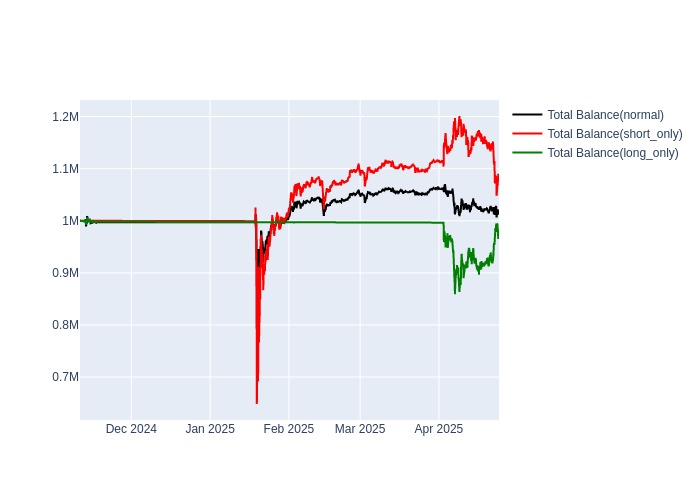 1.2M
1.1M
1M
0.9M
0.8M
0.7M
Dec 2024
Jan 2025
Feb 2025
Mar 2025
Apr 2025
Total Balance(normal)
Total Balance(short_only)
Total Balance(long_only)